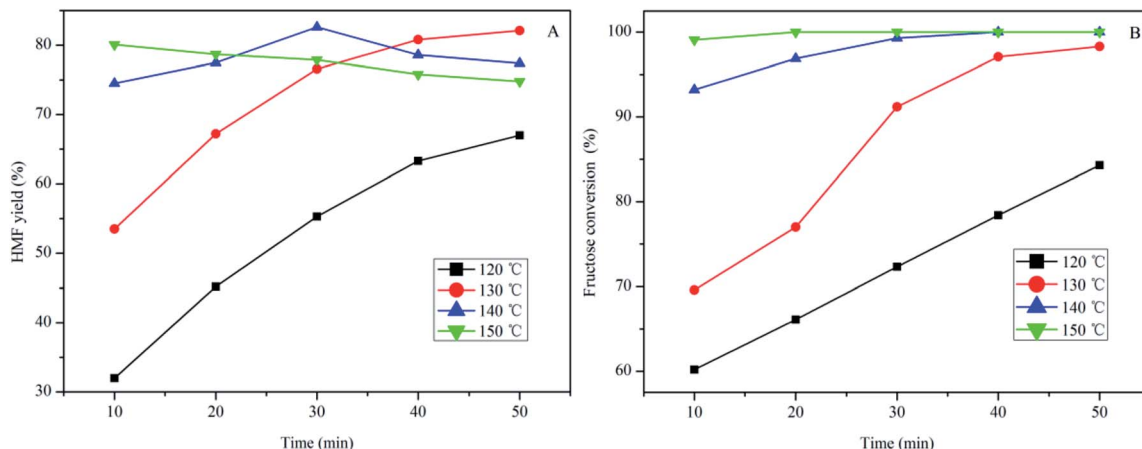 A
HMF yield (%)
80
70
60
50
40
30
10 20 30 40 50
Time (min)
120 ℃
130 ℃
140 ℃
150 ℃
B
Fructose conversion (%)
100
90
80
70
60
10 20 30 40 50
Time (min)
120 ℃
130 ℃
140 ℃
150 ℃